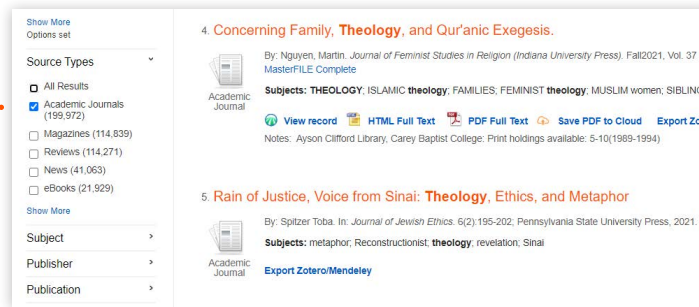 Show More
Options set
Source Types
All Results
Academic Journals
(199,972)
Magazines (114,839)
Reviews (114,271)
News (41,063)
eBooks (21,929)
Show More
Subject
Publisher
Publication
4. Concerning Family, Theology, and Qur'anic Exegesis.
Academic
Journal
By: Nguyen, Martin. Journal of Feminist Studies in Religion (Indiana University Press). Fall2021, Vol. 37
MasterFILE Complete
Subjects: THEOLOGY; ISLAMIC theology; FAMILIES; FEMINIST theology; MUSLIM women;
View record HTML Full Text PDF Full Text Save PDF to Cloud Export
Notes: Ayson Clifford Library, Carey Baptist College: Print holdings available: 5-10(1989-1994)
5. Rain of Justice, Voice from Sinai: Theology, Ethics, and Metaphor
Academic
Journal
By: Spitzer Toba. In: Journal of Jewish Ethics. 6(2):195-202; Pennsylvania State University Press, 2021.
Subjects: metaphor; Reconstructionist; theology; revelation; Sinai
Export Zotero/Mendeley